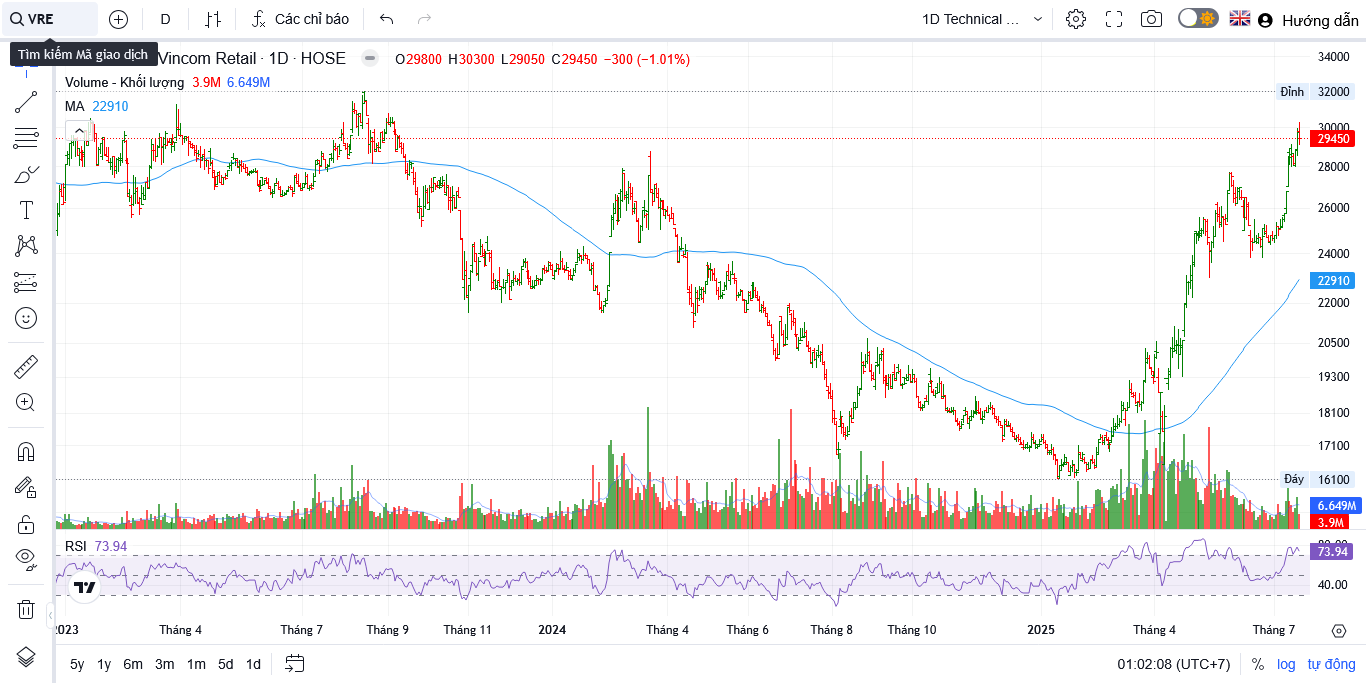 VRE D Các chỉ báo 1D Technical ... Hướng dẫn
Tìm kiếm Mã giao dịch
Vincom Retail · 1D · HOSE O29800 H30300 L29050 C29450 −300 (−1.01%)
Volume - Khối lượng 3.9M 6.649M
MA 22910
34000
Đỉnh 32000
30000
29450
28000
26000
24000
22910
22000
20500
19300
18100
17100
Đáy 16100
6.649M
3.9M
RSI 73.94
80.00
73.94
40.00
2023 Tháng 4 Tháng 7 Tháng 9 Tháng 11 2024 Tháng 4 Tháng 6 Tháng 8 Tháng 10 2025 Tháng 4 Tháng 7
5y 1y 6m 3m 1m 5d 1d 01:02:08 (UTC+7) % log tự động